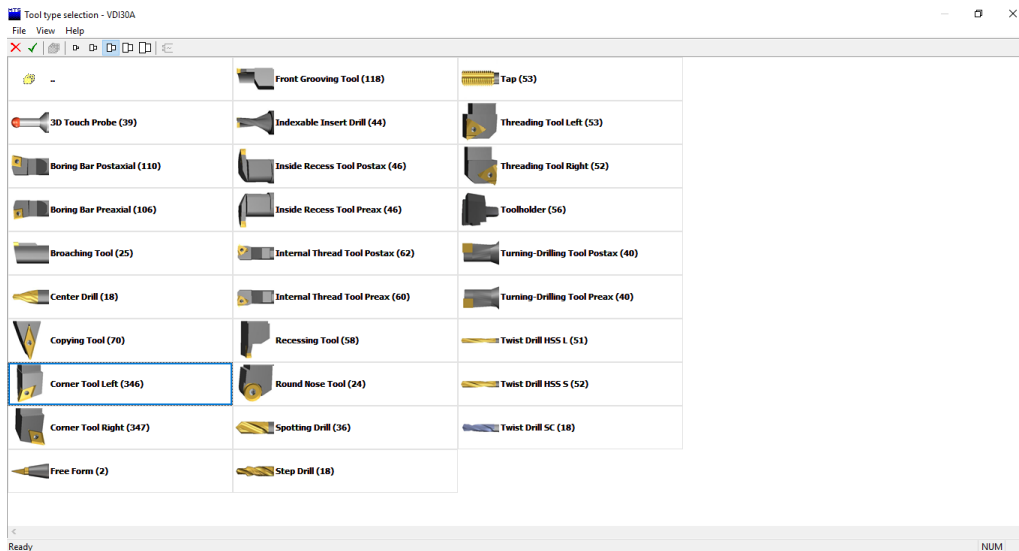 MTS
Tool type selection - VDI30A
File View Help
..
3D Touch Probe (39)
Boring Bar Postaxial (110)
Boring Bar Preaxial (106)
Broaching Tool (25)
Center Drill (18)
Copying Tool (70)
Corner Tool Left (346)
Corner Tool Right (347)
Free Form (2)
Front Grooving Tool (118)
Indexable Insert Drill (44)
Inside Recess Tool Postax (46)
Inside Recess Tool Preax (46)
Internal Thread Tool Postax (62)
Internal Thread Tool Preax (60)
Recessing Tool (58)
Round Nose Tool (24)
Spotting Drill (36)
Step Drill (18)
Tap (53)
Threading Tool Left (53)
Threading Tool Right (52)
Toolholder (56)
Turning-Drilling Tool Postax (40)
Turning-Drilling Tool Preax (40)
Twist Drill HSS L (51)
Twist Drill HSS S (52)
Twist Drill SC (18)
Ready
NUM